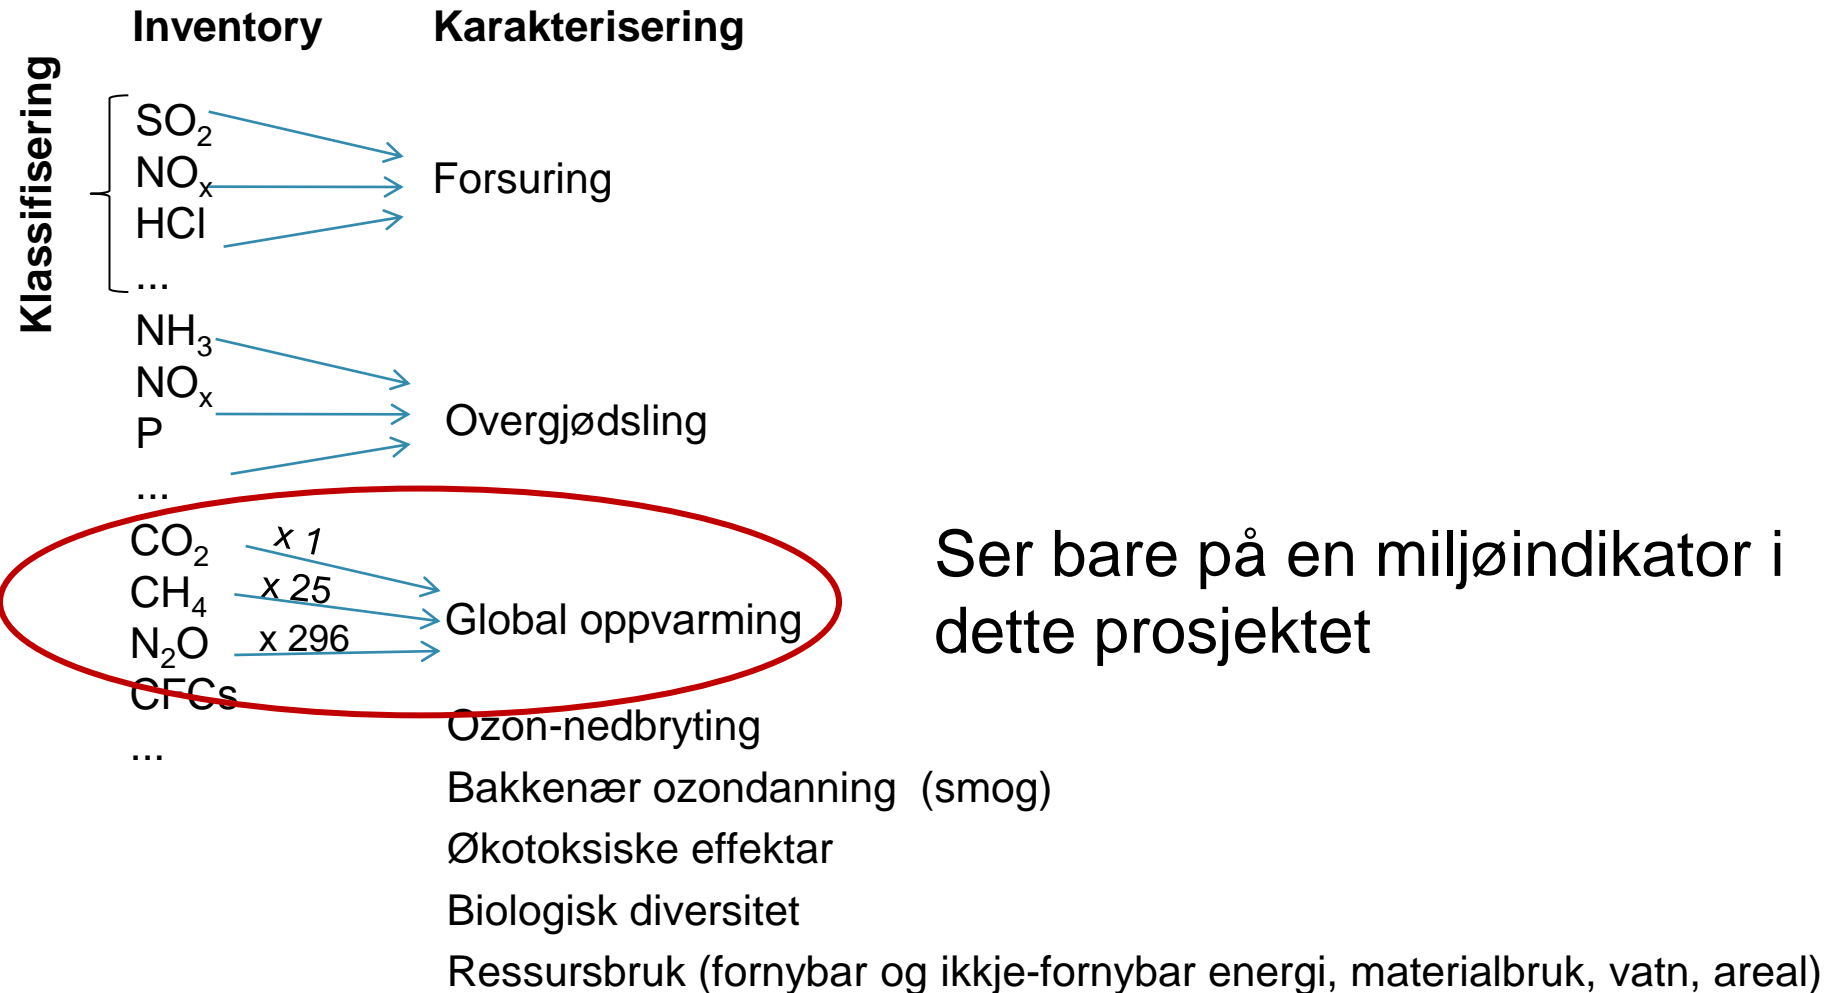 Inventory
Karakterisering
Klassifisering
SO₂
NOₓ
HCl
...
Forsuring
NH₃
NOₓ
P
...
Overgjødsling
CO₂ x 1
CH₄ x 25
N₂O x 296
CFCs
...
Global oppvarming
Ser bare på en miljøindikator i
dette prosjektet
Ozon-nedbryting
Bakkenær ozondanning (smog)
Økotoksiske effektar
Biologisk diversitet
Ressursbruk (fornybar og ikkje-fornybar energi, materialbruk, vatn, areal)